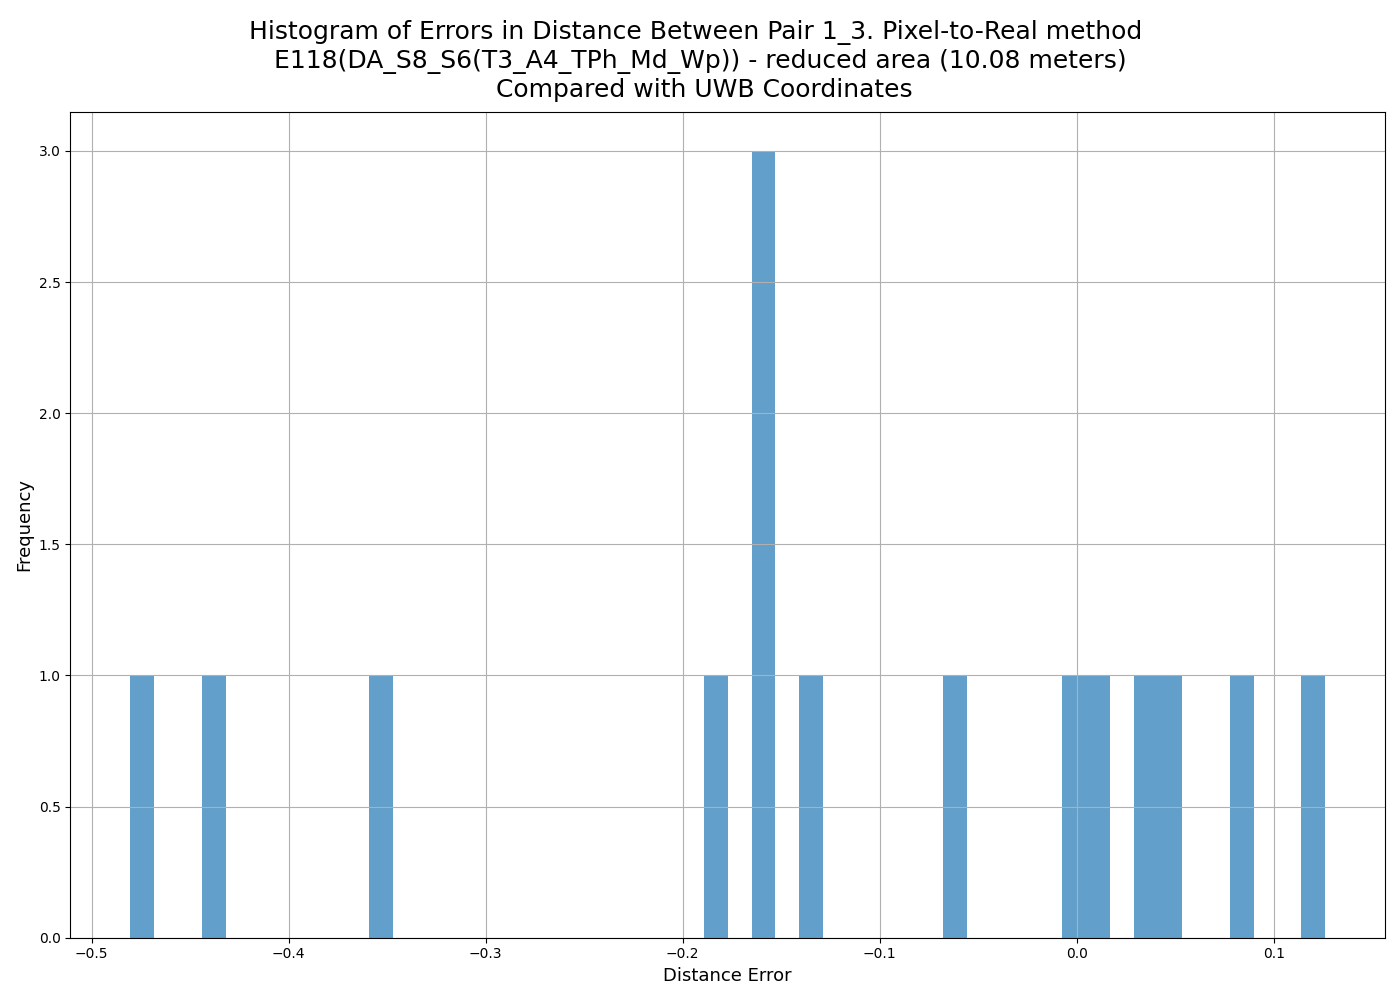 Histogram of Errors in Distance Between Pair 1_3. Pixel-to-Real method
E118(DA_S8_S6(T3_A4_TPh_Md_Wp)) - reduced area (10.08 meters)
Compared with UWB Coordinates
3.0
2.5
2.0
1.5
1.0
0.5
0.0
Frequency
−0.5 −0.4 −0.3 −0.2 −0.1 0.0 0.1
Distance Error